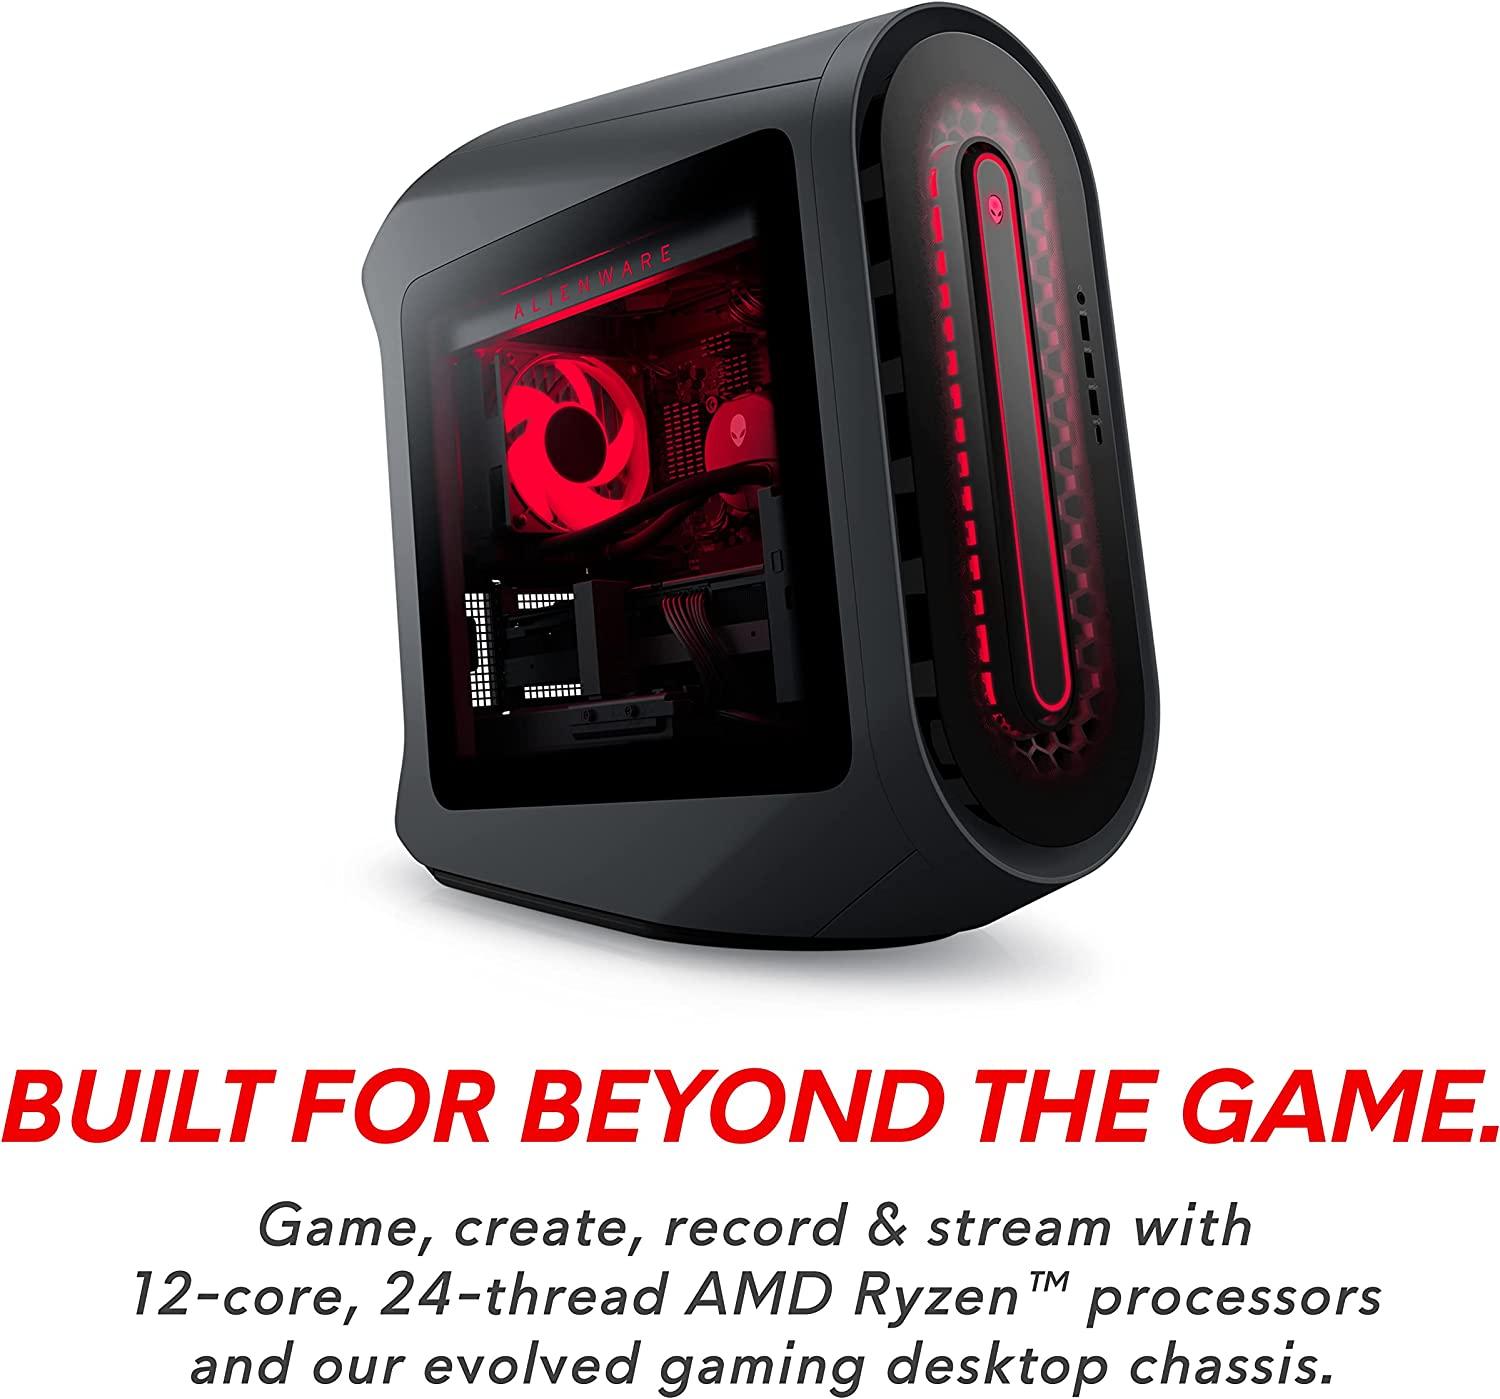 ALIENWARE
BUILT FOR BEYOND THE GAME.
Game, create, record & stream with
12-core, 24-thread AMD Ryzen™ processors
and our evolved gaming desktop chassis.